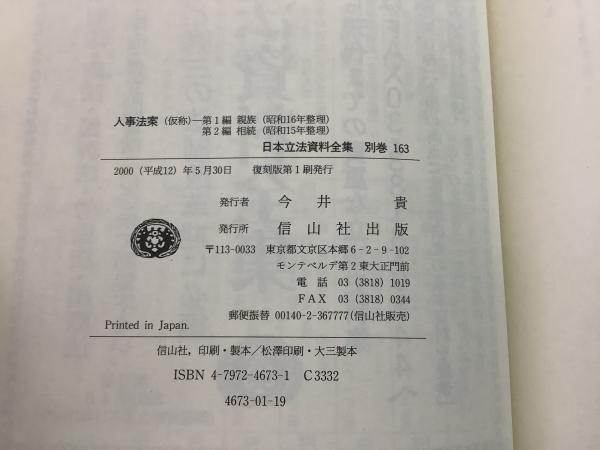 人事法案（仮称）—第1編 親族（昭和16年整理）
第2編 相続（昭和15年整理）
日本立法資料全集 別巻 163
2000（平成12）年5月30日 復刻版第1刷発行
発行者 今井 貴
発行所 信山社出版
〒113-0033 東京都文京区本郷6-2-9-102
モンテベルデ第2東大正門前
電話 03（3818）1019
FAX 03（3818）0344
郵便振替 00140-2-367777（信山社販売）
Printed in Japan.
信山社，印刷・製本／松澤印刷・大三製本
ISBN 4-7972-4673-1 C3332
4673-01-19